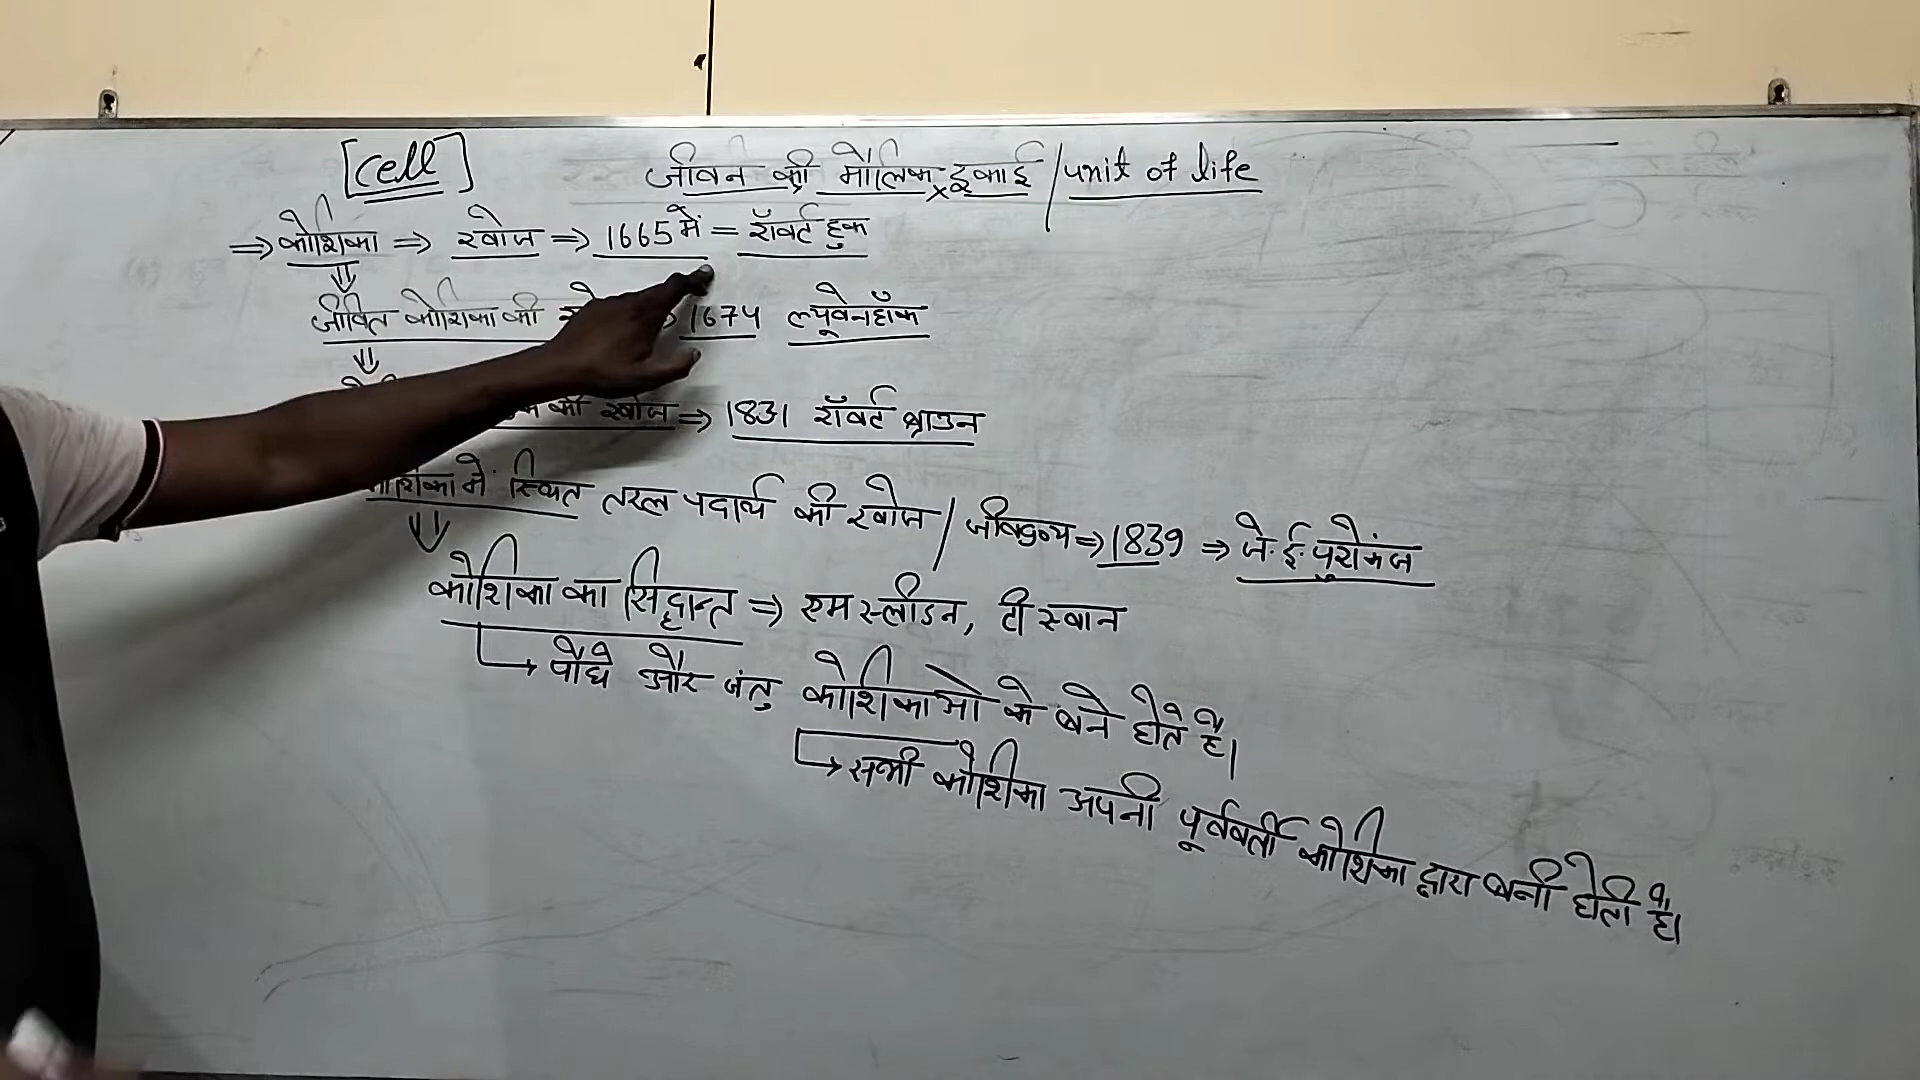 [cell] जीवन की मौलिक इकाई / unit of life
⇒ कोशिका ⇒ खोज ⇒ 1665 में = रॉबर्ट हुक
⇓
जीवित कोशिका की 1674 ल्यूवेनहॉक
⇓
की खोज ⇒ 1831 रॉबर्ट ब्राउन
कोशिका में स्थित तरल पदार्थ की खोज / जीवद्रव्य ⇒ 1839 ⇒ जे. ई. पुरोकंज
⇓
कोशिका का सिद्धान्त ⇒ एम स्लीडन, टी स्वान
↳ पौधे और जंतु कोशिकाओ के बने होते है।
↳ सभी कोशिका अपनी पूर्ववर्ती कोशिका द्वारा बनी होती है।